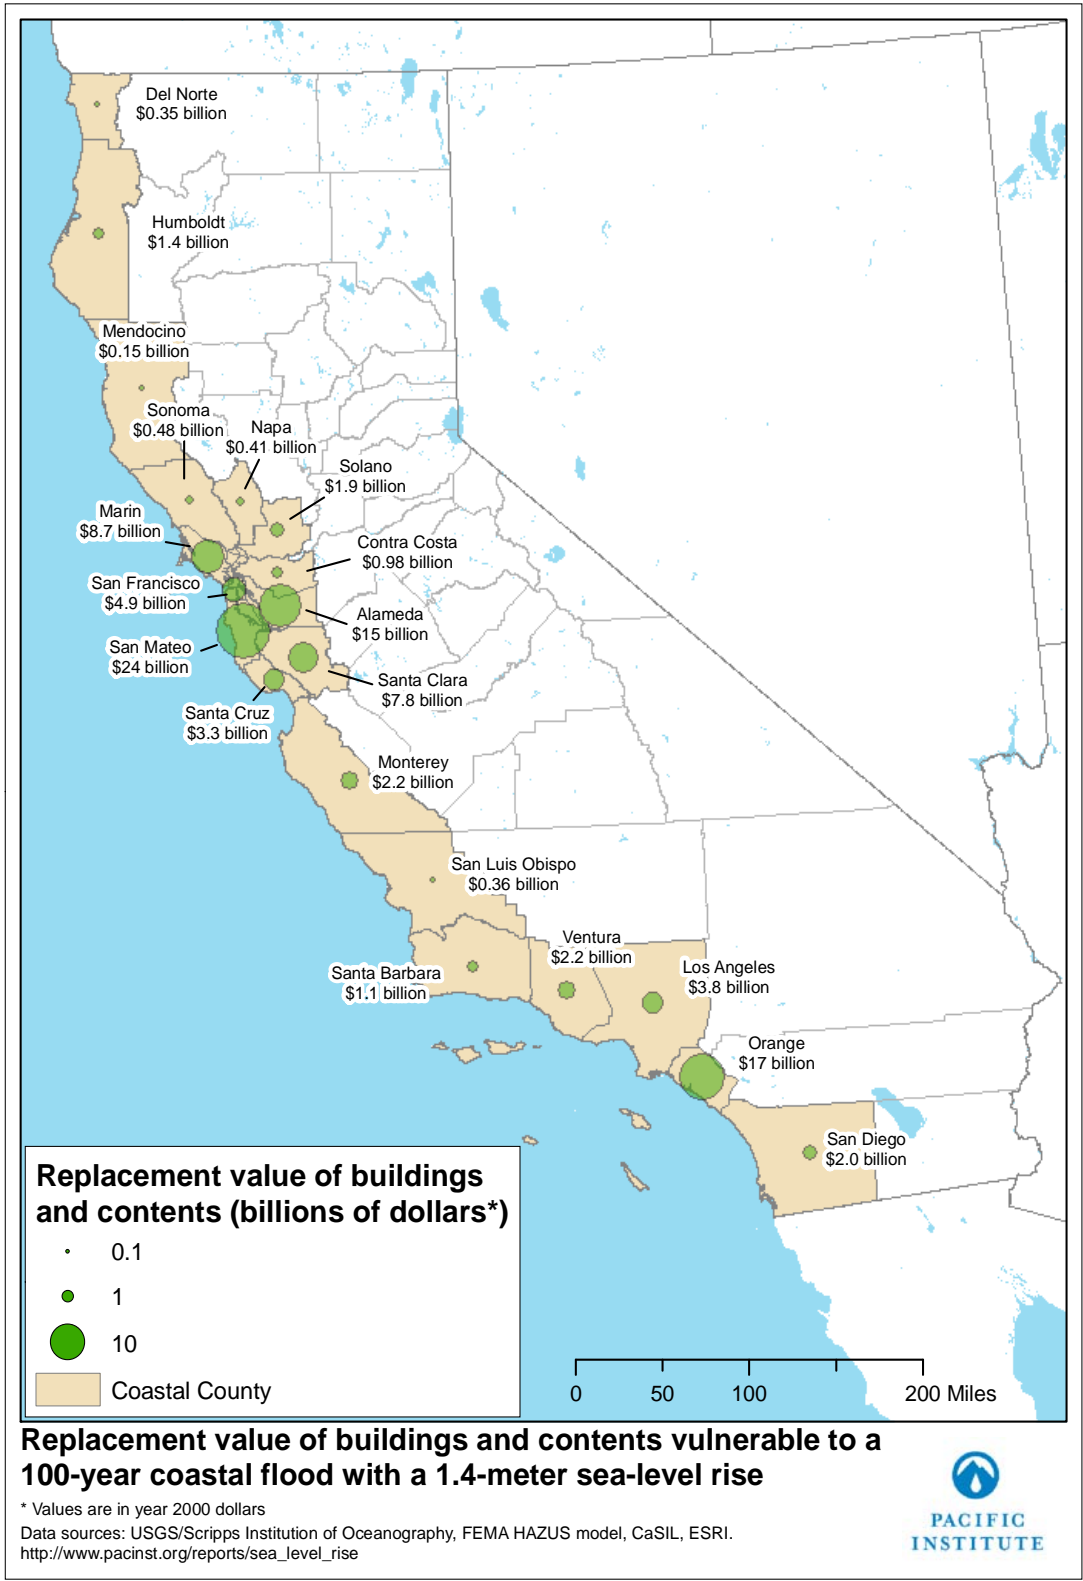 Del Norte
$0.35 billion
Humboldt
$1.4 billion
Mendocino
$0.15 billion
Sonoma
$0.48 billion
Napa
$0.41 billion
Solano
$1.9 billion
Marin
$8.7 billion
Contra Costa
$0.98 billion
San Francisco
$4.9 billion
Alameda
$15 billion
San Mateo
$24 billion
Santa Clara
$7.8 billion
Santa Cruz
$3.3 billion
Monterey
$2.2 billion
San Luis Obispo
$0.36 billion
Ventura
$2.2 billion
Santa Barbara
$1.1 billion
Los Angeles
$3.8 billion
Orange
$17 billion
San Diego
$2.0 billion
Replacement value of buildings
and contents (billions of dollars*)
0.1
1
10
Coastal County
0 50 100 200 Miles
Replacement value of buildings and contents vulnerable to a
100-year coastal flood with a 1.4-meter sea-level rise
* Values are in year 2000 dollars
Data sources: USGS/Scripps Institution of Oceanography, FEMA HAZUS model, CaSIL, ESRI.
http://www.pacinst.org/reports/sea_level_rise
PACIFIC
INSTITUTE